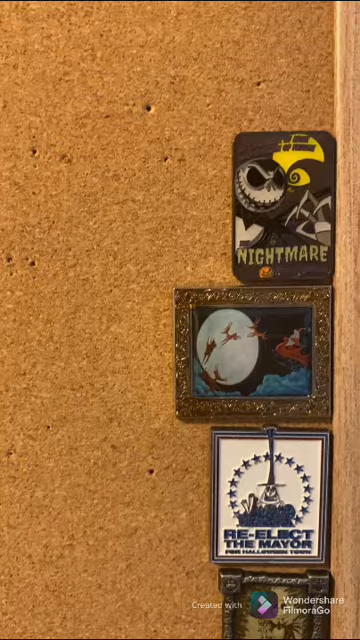 NIGHTMARE
RE-ELECT
THE MAYOR
FOR HALLOWEEN TOWN
Created with
Wondershare
FilmoraGo